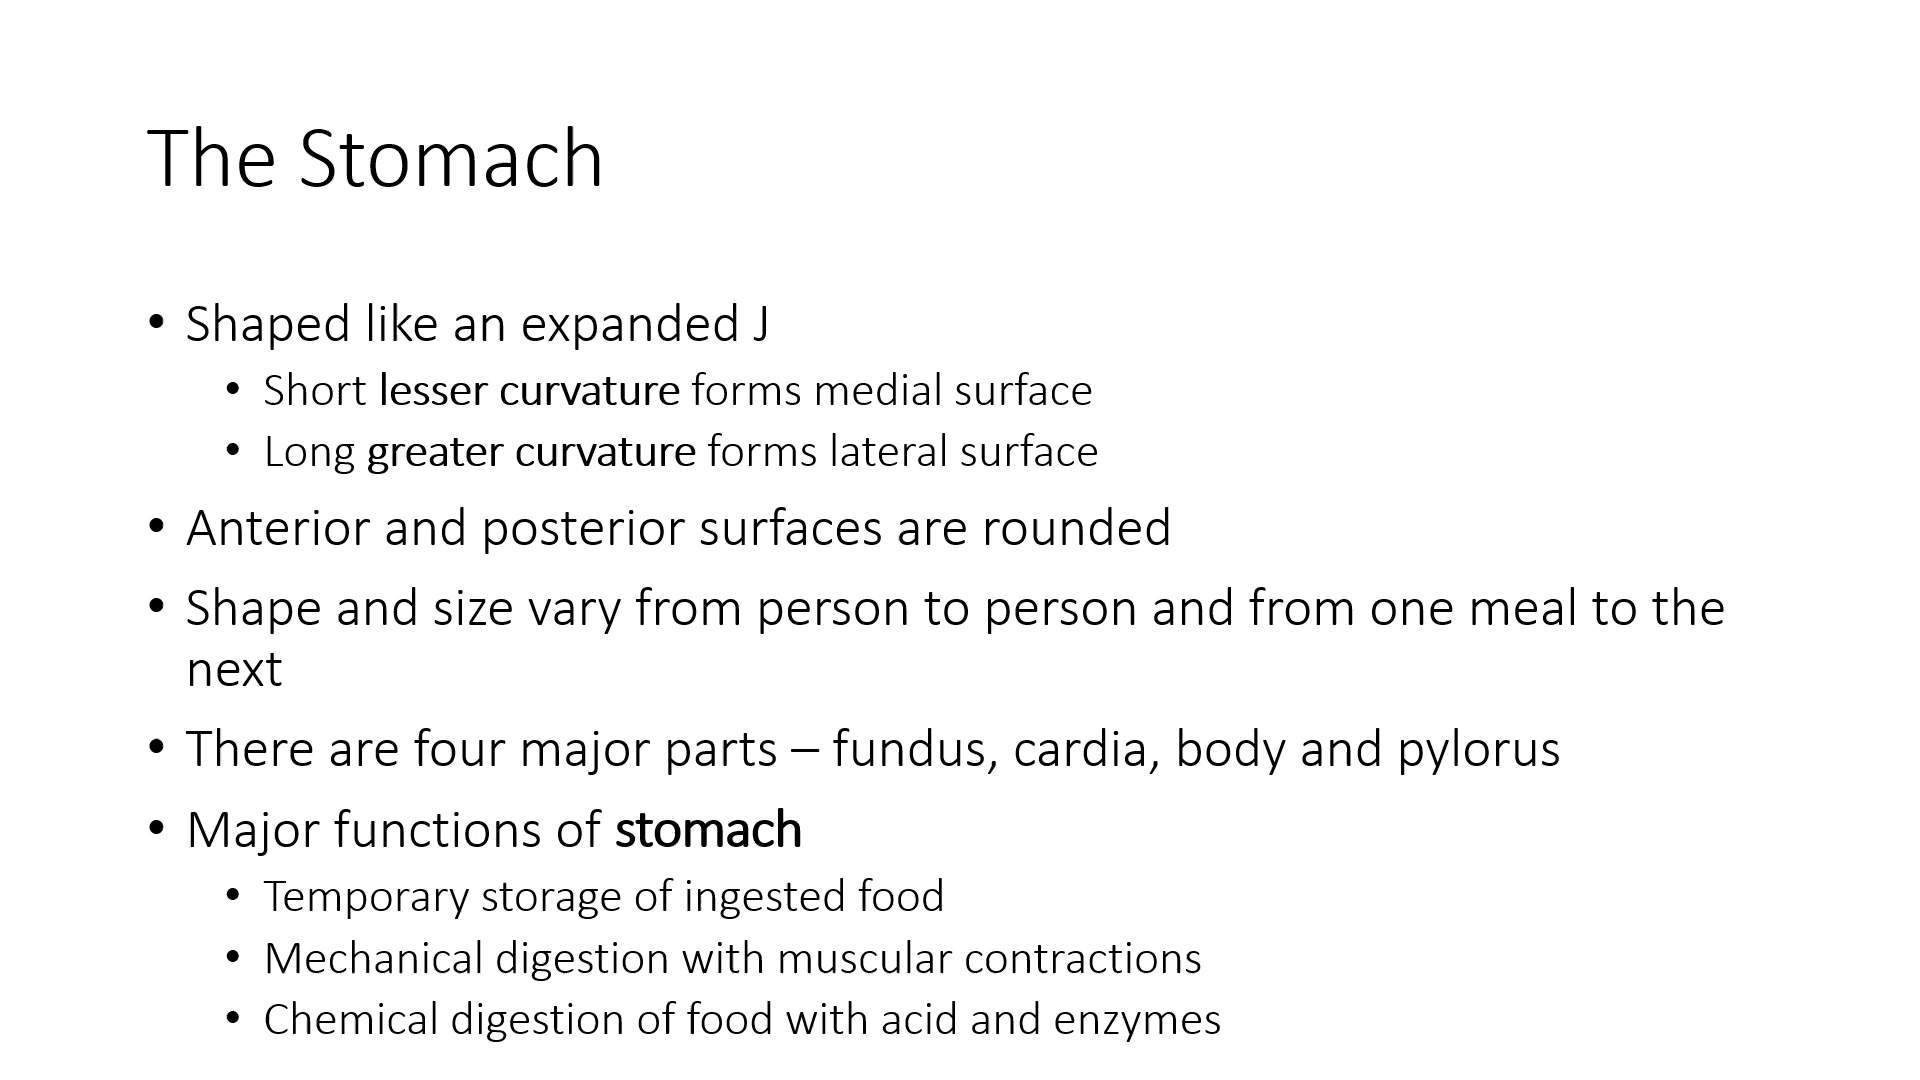 The Stomach
• Shaped like an expanded J
• Short lesser curvature forms medial surface
• Long greater curvature forms lateral surface
• Anterior and posterior surfaces are rounded
• Shape and size vary from person to person and from one meal to the
next
• There are four major parts – fundus, cardia, body and pylorus
• Major functions of stomach
• Temporary storage of ingested food
• Mechanical digestion with muscular contractions
• Chemical digestion of food with acid and enzymes